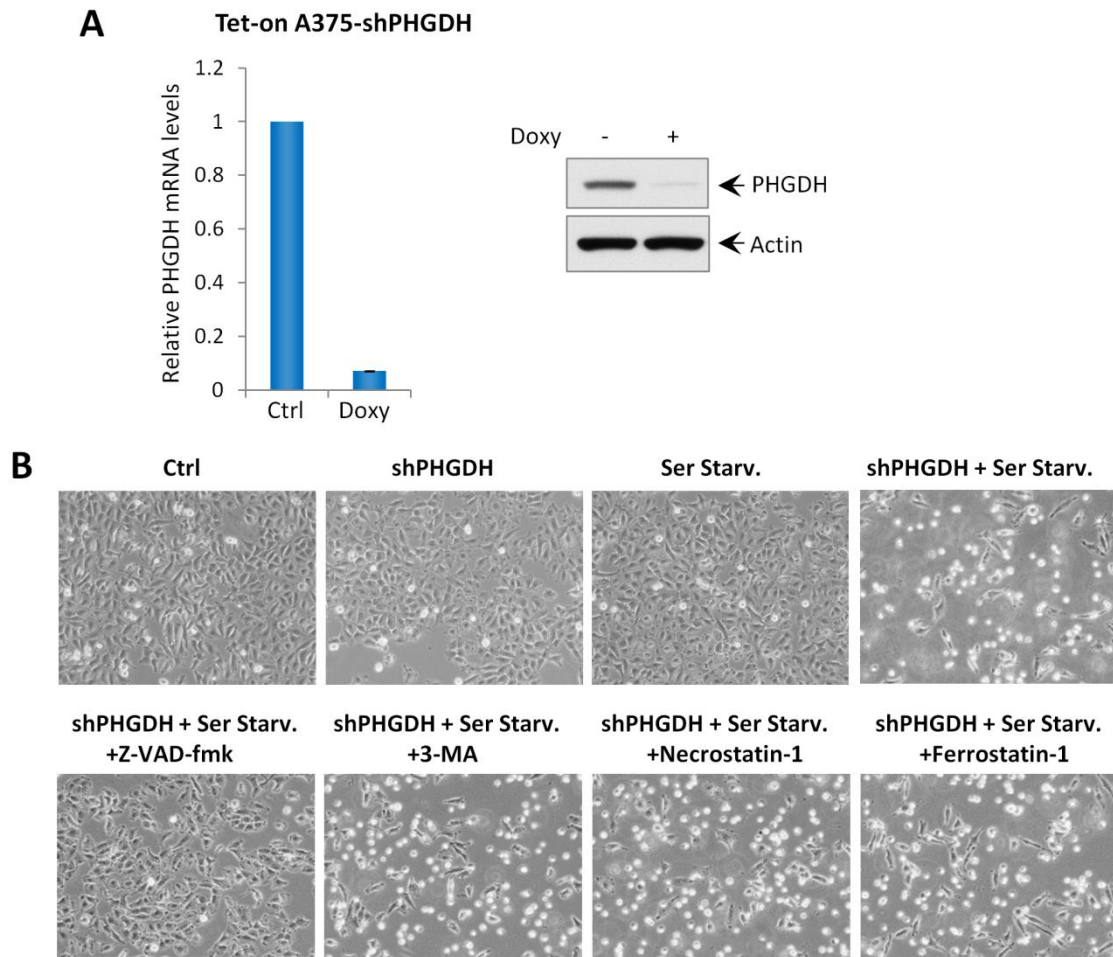 A
Tet-on A375-shPHGDH
Relative PHGDH mRNA levels
1.2
1
0.8
0.6
0.4
0.2
0
Ctrl Doxy
Doxy - +
PHGDH
Actin
B
Ctrl shPHGDH Ser Starv. shPHGDH + Ser Starv.
shPHGDH + Ser Starv. shPHGDH + Ser Starv. shPHGDH + Ser Starv. shPHGDH + Ser Starv.
+Z-VAD-fmk +3-MA +Necrostatin-1 +Ferrostatin-1